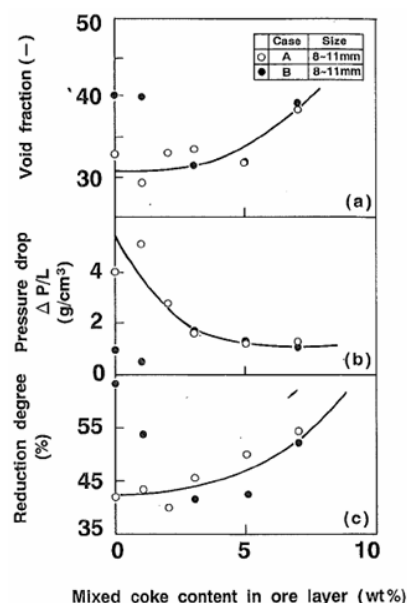 50
40
30
Void fraction (−)
Case Size
○ A 8-11mm
● B 8-11mm
(a)
Pressure drop
Δ P/L
(g/cm³)
4
2
0
(b)
Reduction degree
(%)
55
45
35
(c)
0 5 10
Mixed coke content in ore layer (wt%)